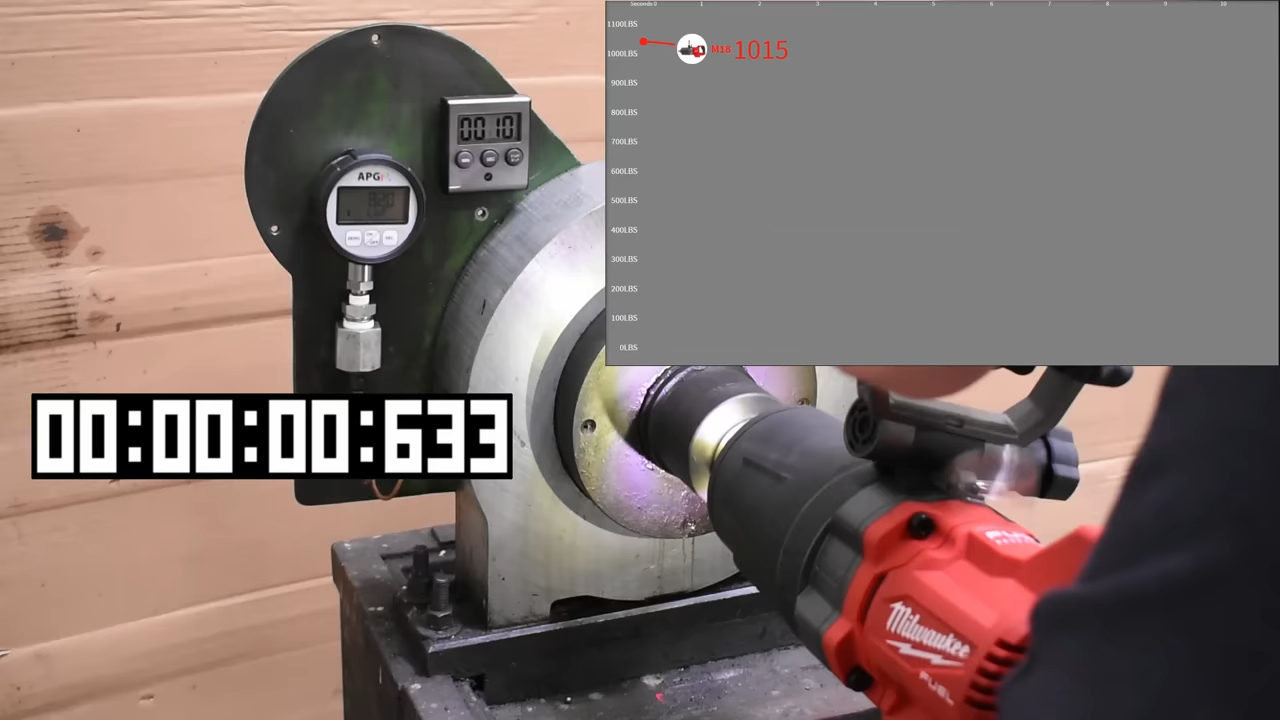 Seconds 0 1 2 3 4 5 6 7 8 9 10
1100LBS
1000LBS
M18 1015
900LBS
800LBS
700LBS
600LBS
500LBS
400LBS
300LBS
200LBS
100LBS
0LBS
00 10
APG
00:00:00:633
Milwaukee
FUEL